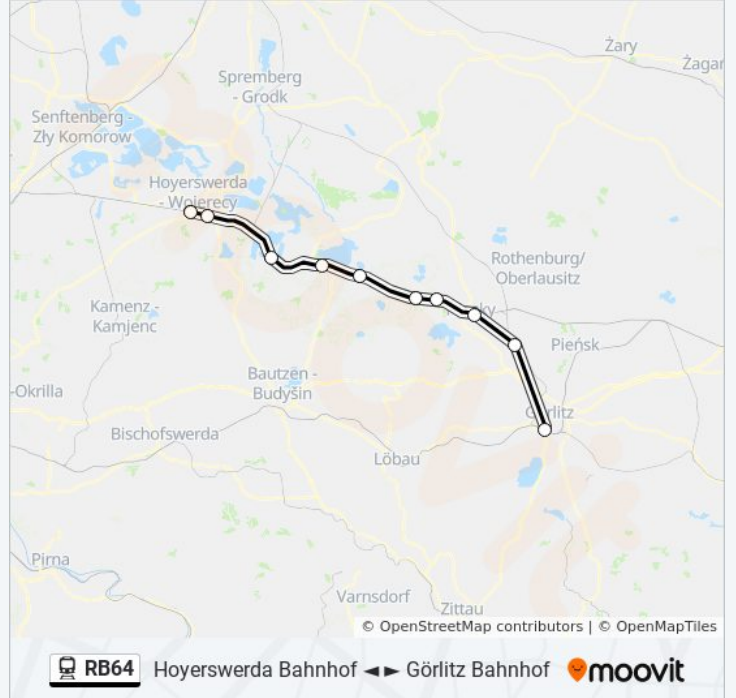 Żary
Żagań
Spremberg
- Grodk
Senftenberg -
Zły Komorow
Hoyerswerda
- Wojerecy
Rothenburg/
Oberlausitz
Kamenz -
Kamjenc
Pieńsk
Bautzen -
Budyšin
-Okrilla
Görlitz
Bischofswerda
Löbau
Pirna
Varnsdorf
Zittau
© OpenStreetMap contributors | © OpenMapTiles
RB64 Hoyerswerda Bahnhof ◄ ► Görlitz Bahnhof moovit